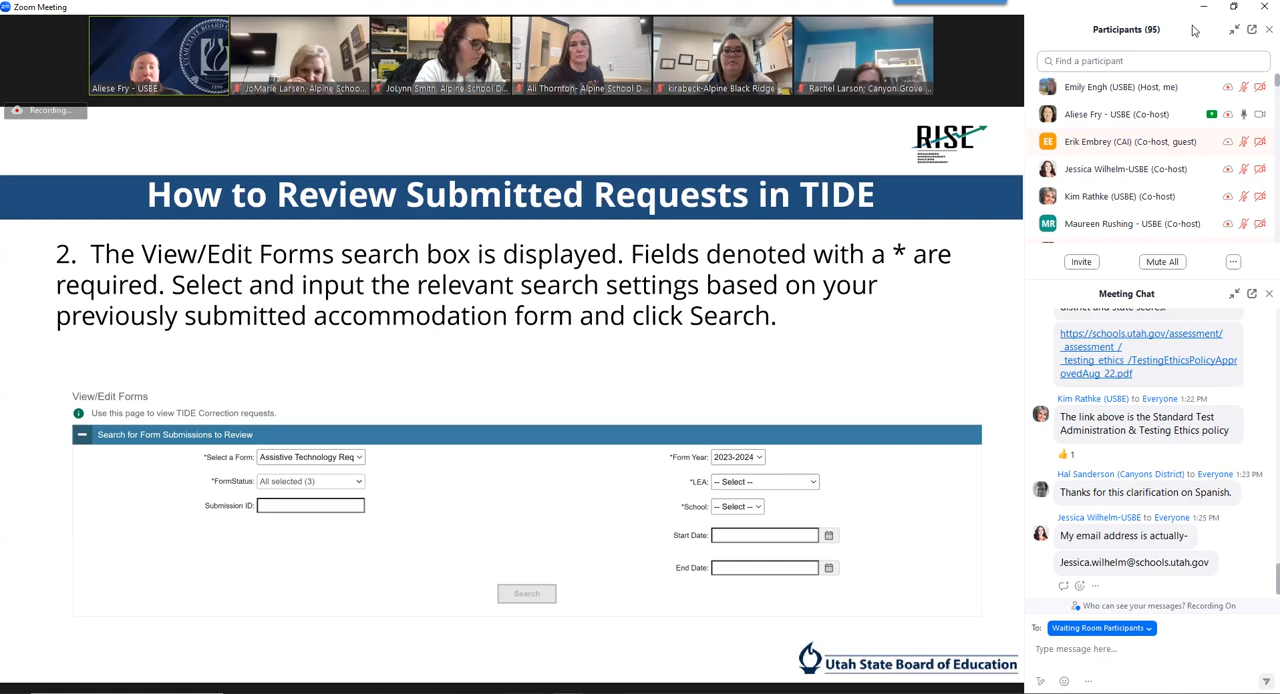 Zoom Meeting
Aliese Fry - USBE
JoMarie Larsen, Alpine Schoo...
JoLynn Smith, Alpine School D...
Ali Thornton- Alpine School D...
kirabeck-Alpine Black Ridge
Rachel Larson; Canyon Grove ...
Recording...
RISE
How to Review Submitted Requests in TIDE
2. The View/Edit Forms search box is displayed. Fields denoted with a * are
required. Select and input the relevant search settings based on your
previously submitted accommodation form and click Search.
View/Edit Forms
Use this page to view TIDE Correction requests.
Search for Form Submissions to Review
*Select a Form: Assistive Technology Req
*FormStatus: All selected (3)
Submission ID:
*Form Year: 2023-2024
*LEA: -- Select --
*School: -- Select --
Start Date:
End Date:
Search
Utah State Board of Education
Participants (95)
Find a participant
Emily Engh (USBE) (Host, me)
Aliese Fry - USBE (Co-host)
EE Erik Embrey (CAI) (Co-host, guest)
Jessica Wilhelm-USBE (Co-host)
Kim Rathke (USBE) (Co-host)
MR Maureen Rushing - USBE (Co-host)
Invite
Mute All
...
Meeting Chat
district and state scores.
https://schools.utah.gov/assessment/
_assessment_/
_testing_ethics_/TestingEthicsPolicyAppr
ovedAug_22.pdf
Kim Rathke (USBE) to Everyone 1:22 PM
The link above is the Standard Test
Administration & Testing Ethics policy
1
Hal Sanderson (Canyons District) to Everyone 1:23 PM
Thanks for this clarification on Spanish.
Jessica Wilhelm-USBE to Everyone 1:25 PM
My email address is actually-
Jessica.wilhelm@schools.utah.gov
...
Who can see your messages? Recording On
To: Waiting Room Participants
Type message here...
...